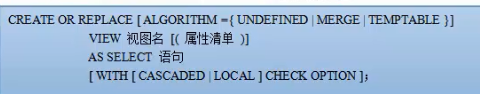 CREATE OR REPLACE [ ALGORITHM ={ UNDEFINED | MERGE | TEMPTABLE }]
VIEW 视图名 [( 属性清单 )]
AS SELECT 语句
[ WITH [ CASCADED | LOCAL ] CHECK OPTION ]；